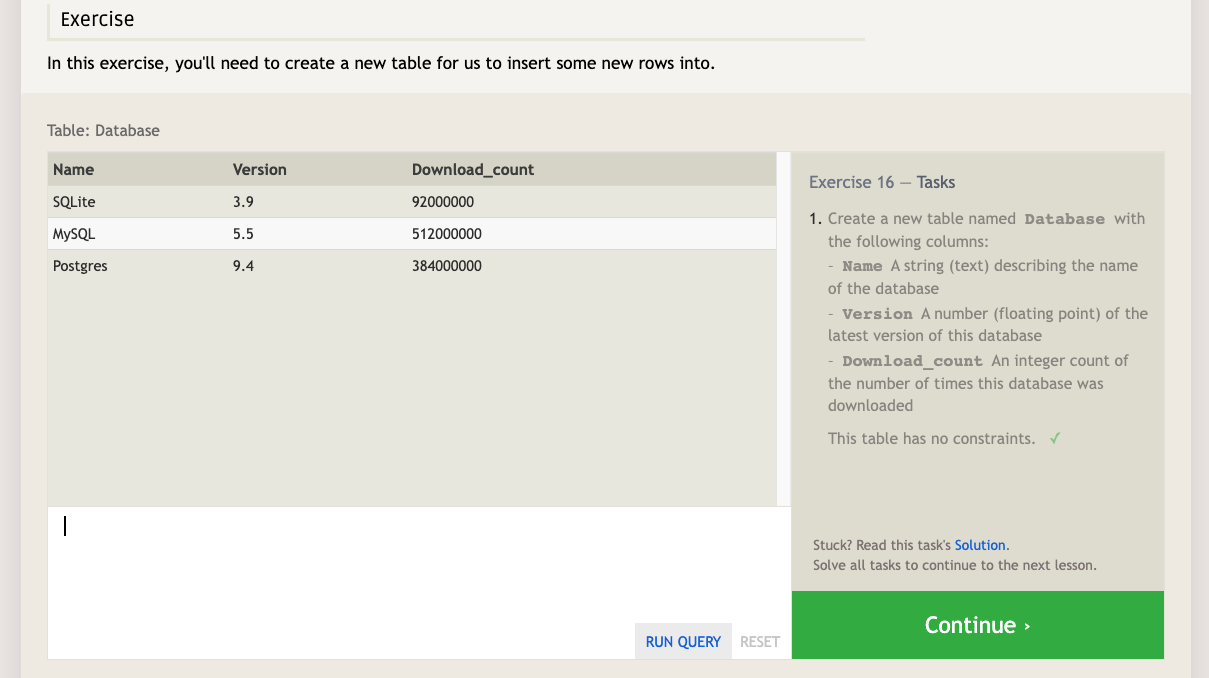 Exercise
In this exercise, you'll need to create a new table for us to insert some new rows into.
Table: Database
Name Version Download_count
SQLite 3.9 92000000
MySQL 5.5 512000000
Postgres 9.4 384000000
Exercise 16 — Tasks
1. Create a new table named Database with
the following columns:
- Name A string (text) describing the name
of the database
- Version A number (floating point) of the
latest version of this database
- Download_count An integer count of
the number of times this database was
downloaded
This table has no constraints. ✓
Stuck? Read this task's Solution.
Solve all tasks to continue to the next lesson.
RUN QUERY RESET
Continue ›